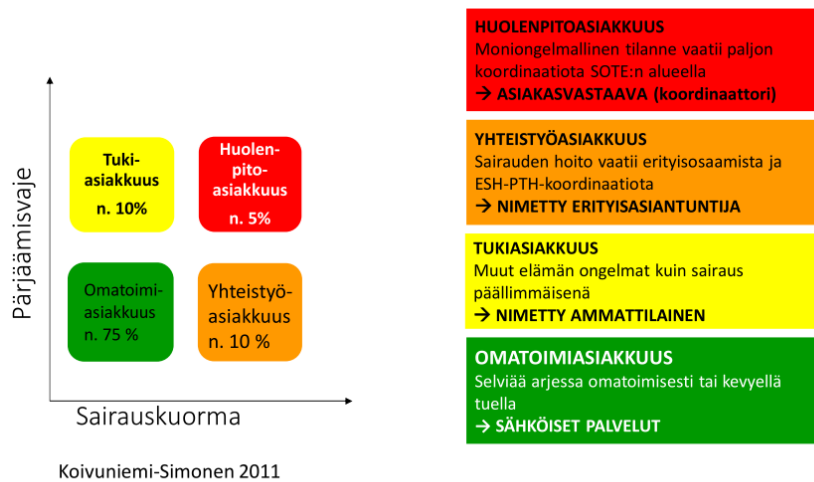 Pärjäämisvaje
Tuki-
asiakkuus
n. 10%
Huolen-
pito-
asiakkuus
n. 5%
Omatoimi-
asiakkuus
n. 75 %
Yhteistyö-
asiakkuus
n. 10 %
Sairauskuorma
Koivuniemi-Simonen 2011
HUOLENPITOASIAKKUUS
Moniongelmallinen tilanne vaatii paljon
koordinaatiota SOTE:n alueella
→ ASIAKASVASTAAVA (koordinaattori)
YHTEISTYÖASIAKKUUS
Sairauden hoito vaatii erityisosaamista ja
ESH-PTH-koordinaatiota
→ NIMETTY ERITYISASIANTUNTIJA
TUKIASIAKKUUS
Muut elämän ongelmat kuin sairaus
päällimmäisenä
→ NIMETTY AMMATTILAINEN
OMATOIMIASIAKKUUS
Selviää arjessa omatoimisesti tai kevyellä
tuella
→ SÄHKÖISET PALVELUT